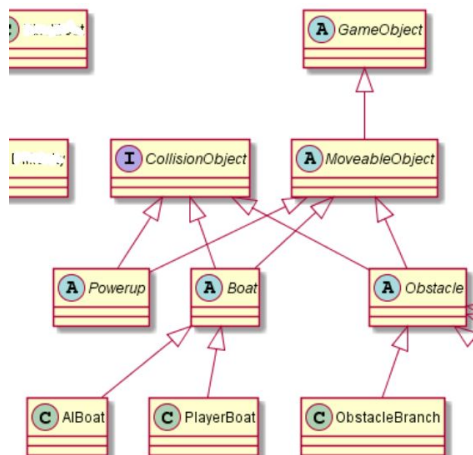 C
A GameObject
I CollisionObject
A MoveableObject
A Powerup
A Boat
A Obstacle
C AIBoat
C PlayerBoat
C ObstacleBranch